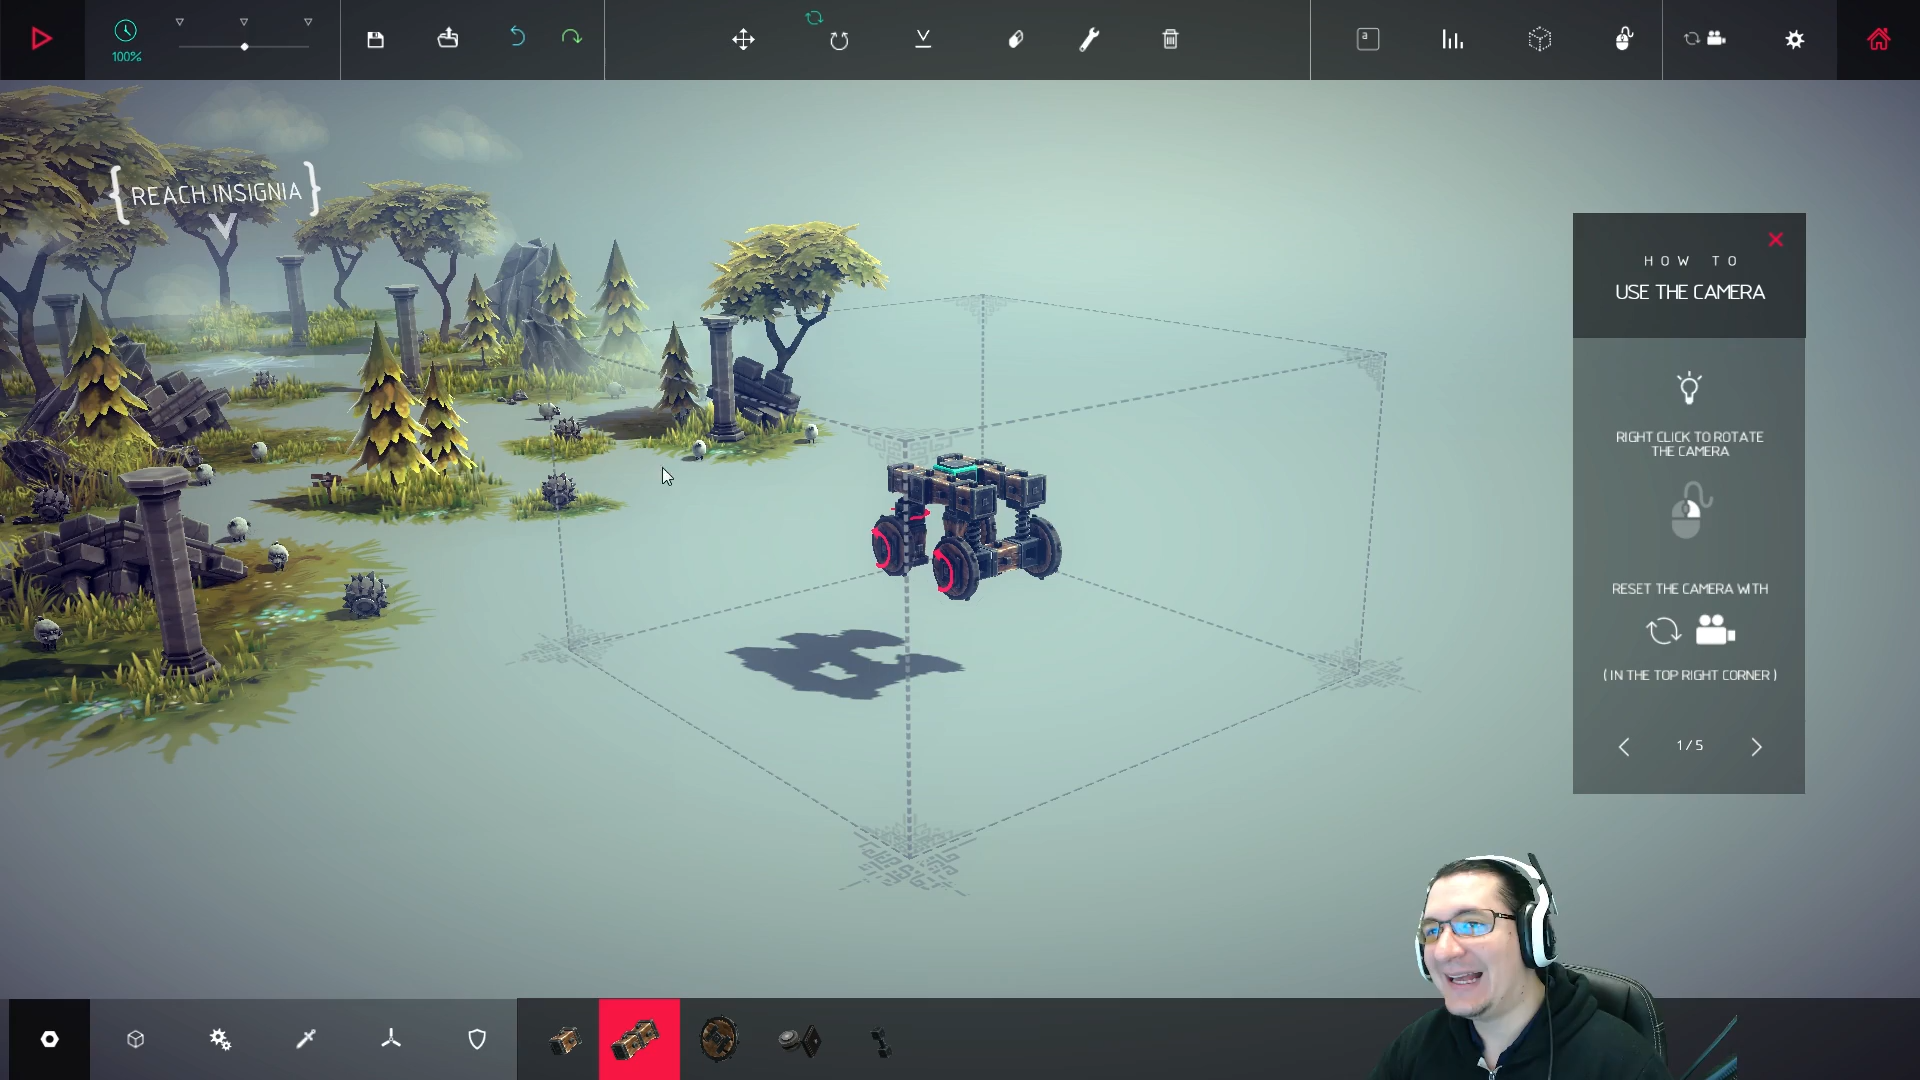 100%
{ REACH INSIGNIA }
a
HOW TO
USE THE CAMERA
RIGHT CLICK TO ROTATE
THE CAMERA
RESET THE CAMERA WITH
( IN THE TOP RIGHT CORNER )
1/5